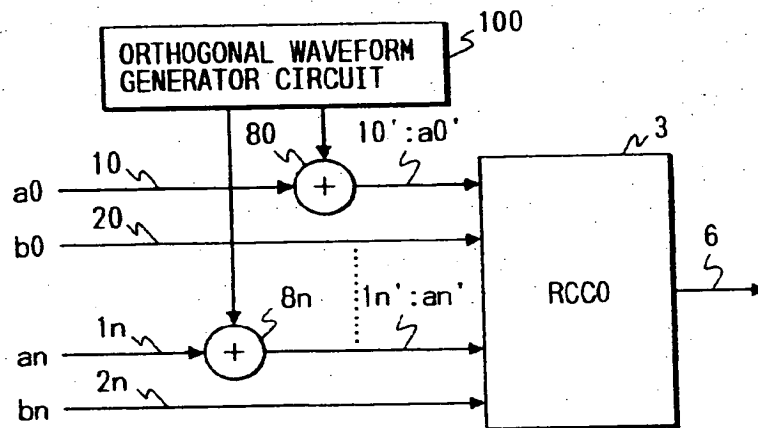 100
ORTHOGONAL WAVEFORM
GENERATOR CIRCUIT
80
10':a0'
3
10
a0
20
b0
6
RCCO
8n
1n':an'
1n
an
2n
bn